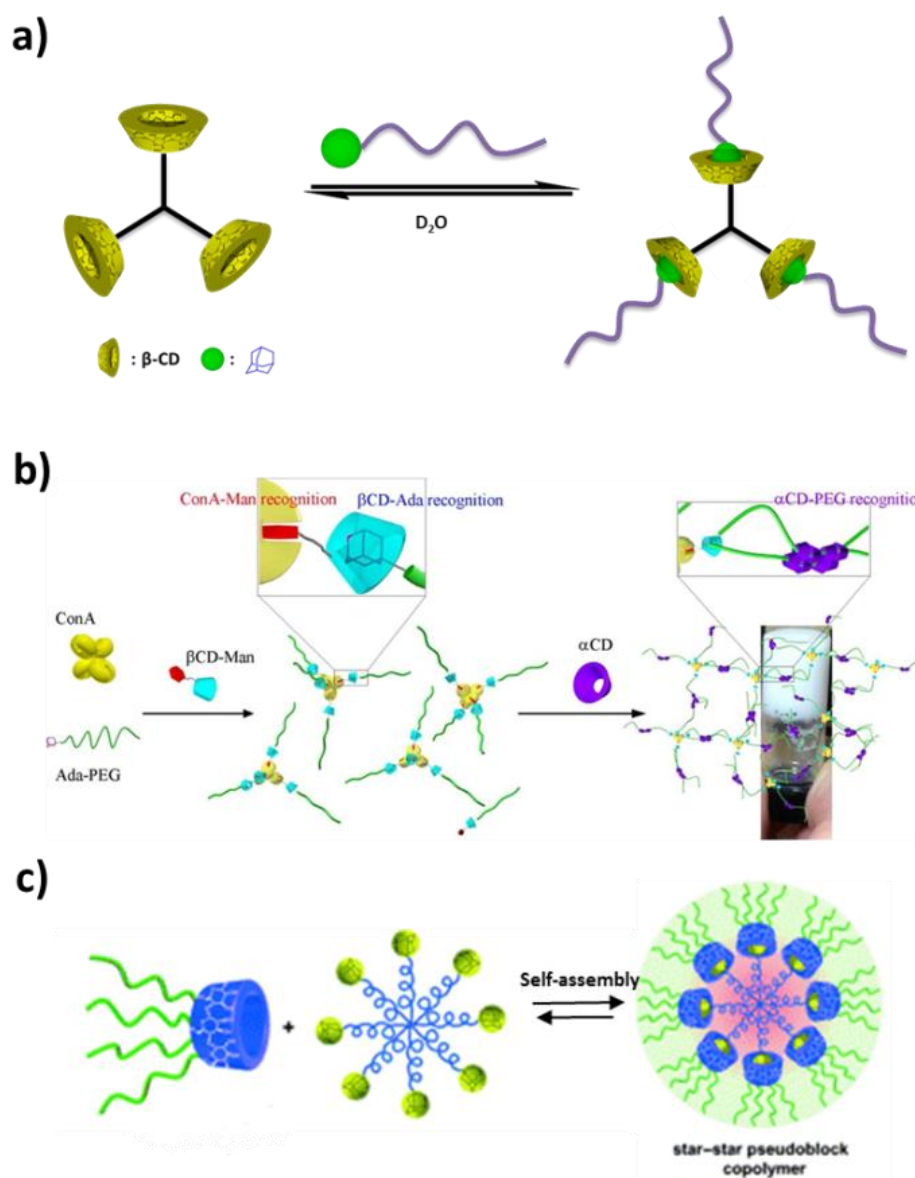 a)
D₂O
: β-CD
:
b)
ConA-Man recognition
βCD-Ada recognition
αCD-PEG recognition
ConA
βCD-Man
αCD
Ada-PEG
c)
Self-assembly
+
star–star pseudoblock
copolymer